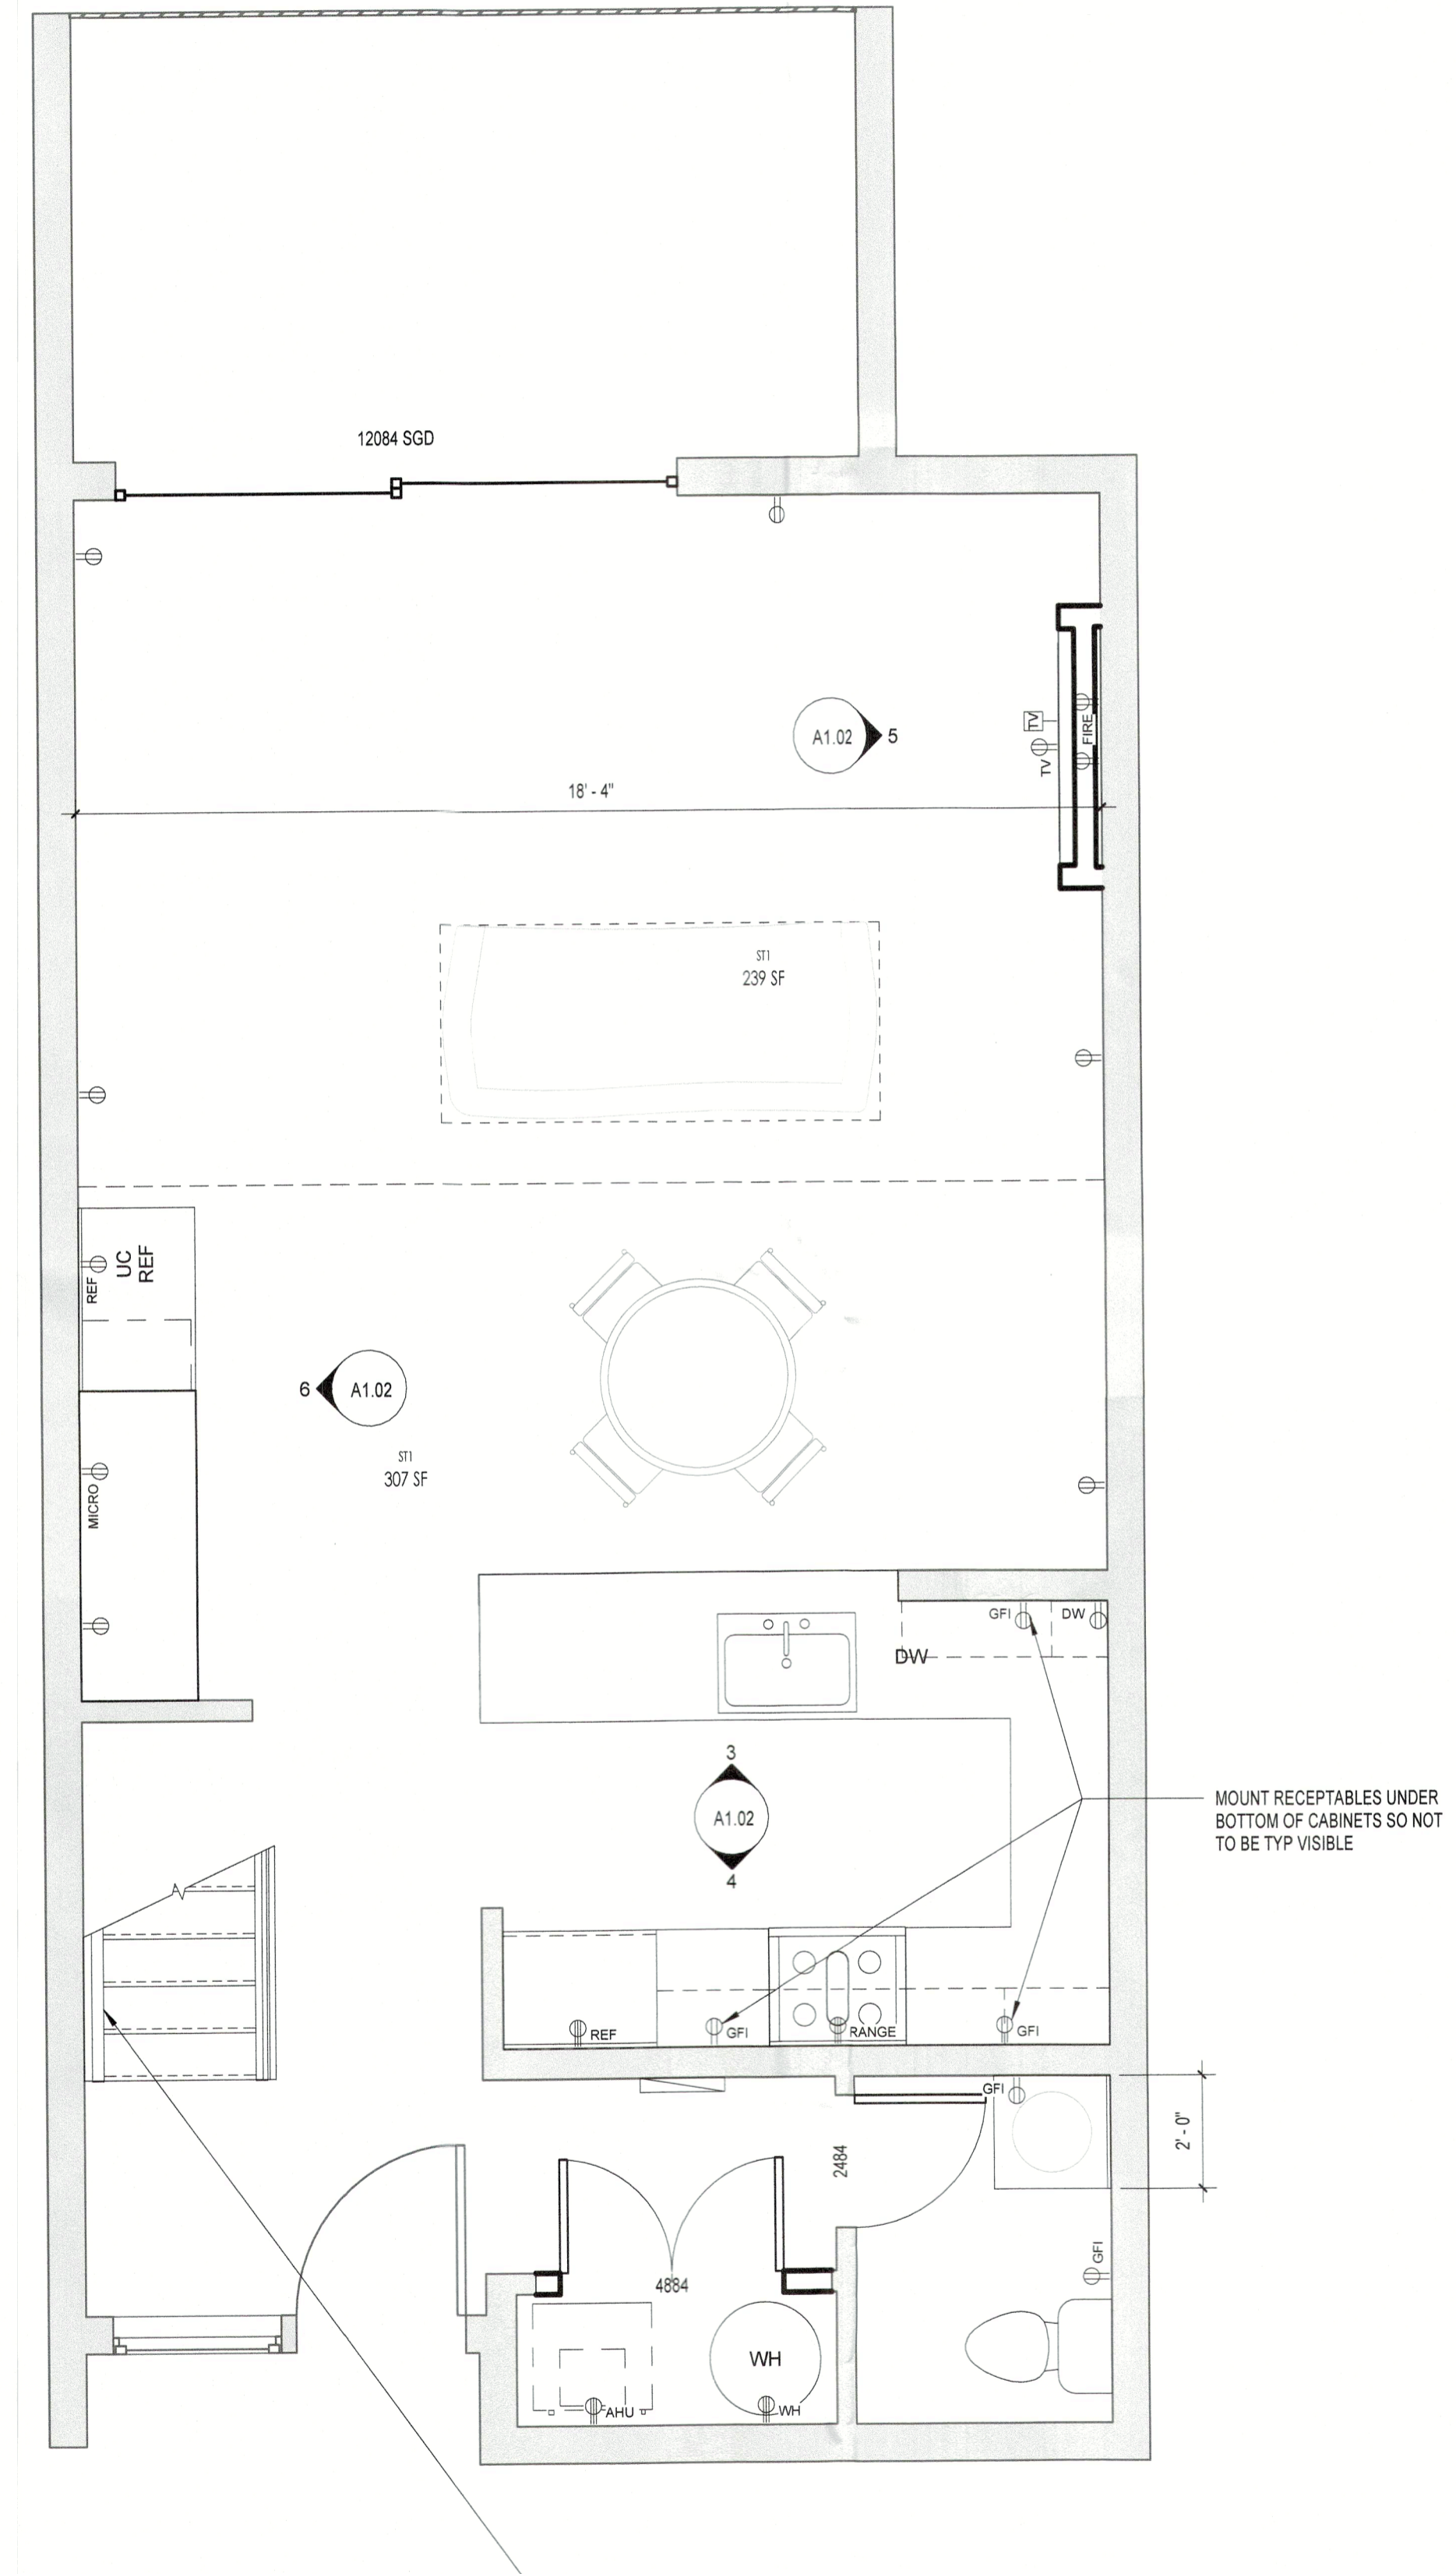 12084 SGD
A1.02
5
TV
TV
FIRE
18' - 4"
ST1
239 SF
REF
UC
REF
6
A1.02
ST1
307 SF
MICRO
GFI
DW
DW
3
A1.02
4
MOUNT RECEPTABLES UNDER
BOTTOM OF CABINETS SO NOT
TO BE TYP VISIBLE
REF
GFI
RANGE
GFI
GFI
2' - 0"
2484
GFI
4884
WH
AHU
WH